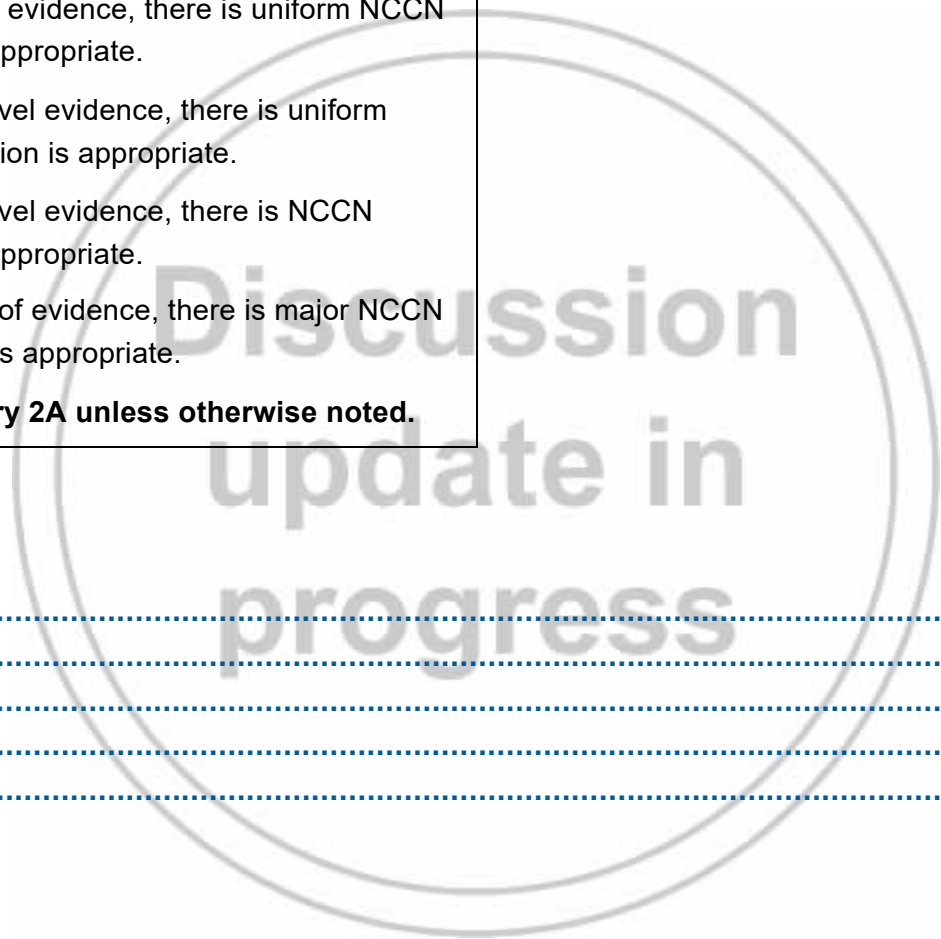 evidence, there is uniform NCCN
ppropriate.
vel evidence, there is uniform
ion is appropriate.
vel evidence, there is NCCN
ppropriate.
of evidence, there is major NCCN
s appropriate.
ry 2A unless otherwise noted.
Discussion
update in
progress